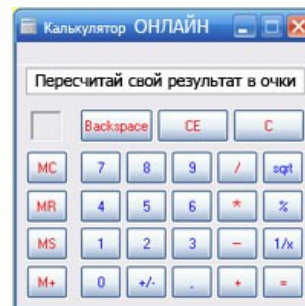 Калькулятор ОНЛАЙН
Пересчитай свой результат в очки
Backspace CE C
MC 7 8 9 / sqrt
MR 4 5 6 * %
MS 1 2 3 - 1/x
M+ 0 +/- . + =